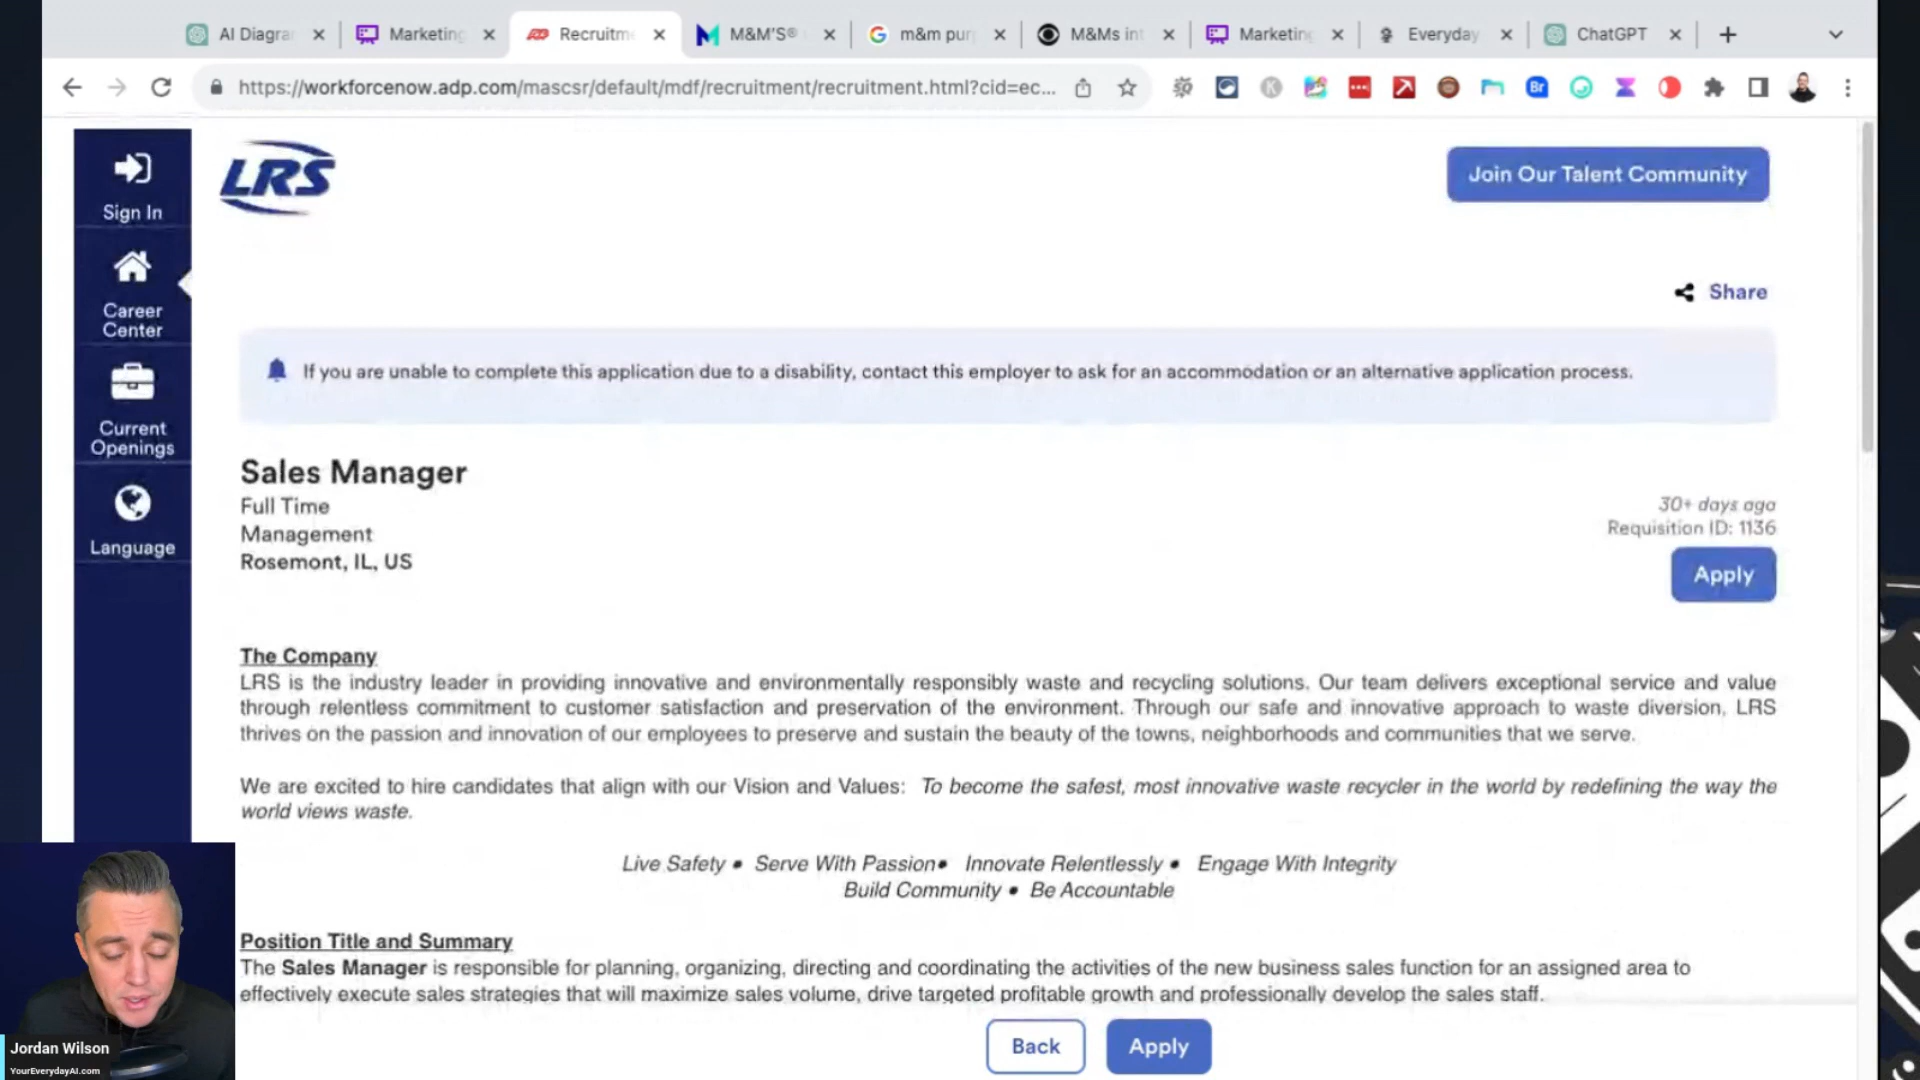 AI Diagra
Marketing
Recruitm
M&M'S®
m&m pur
M&Ms int
Marketing
Everyday
ChatGPT
https://workforcenow.adp.com/mascsr/default/mdf/recruitment/recruitment.html?cid=ec...
Br
LRS
Join Our Talent Community
Sign In
Career
Center
Current
Openings
Language
Share
If you are unable to complete this application due to a disability, contact this employer to ask for an accommodation or an alternative application process.
Sales Manager
Full Time
Management
Rosemont, IL, US
30+ days ago
Requisition ID: 1136
Apply
The Company
LRS is the industry leader in providing innovative and environmentally responsibly waste and recycling solutions. Our team delivers exceptional service and value
through relentless commitment to customer satisfaction and preservation of the environment. Through our safe and innovative approach to waste diversion, LRS
thrives on the passion and innovation of our employees to preserve and sustain the beauty of the towns, neighborhoods and communities that we serve.
We are excited to hire candidates that align with our Vision and Values: To become the safest, most innovative waste recycler in the world by redefining the way the
world views waste.
Live Safety • Serve With Passion• Innovate Relentlessly • Engage With Integrity
Build Community • Be Accountable
Position Title and Summary
The Sales Manager is responsible for planning, organizing, directing and coordinating the activities of the new business sales function for an assigned area to
effectively execute sales strategies that will maximize sales volume, drive targeted profitable growth and professionally develop the sales staff.
Back
Apply
Jordan Wilson
YourEverydayAI.com